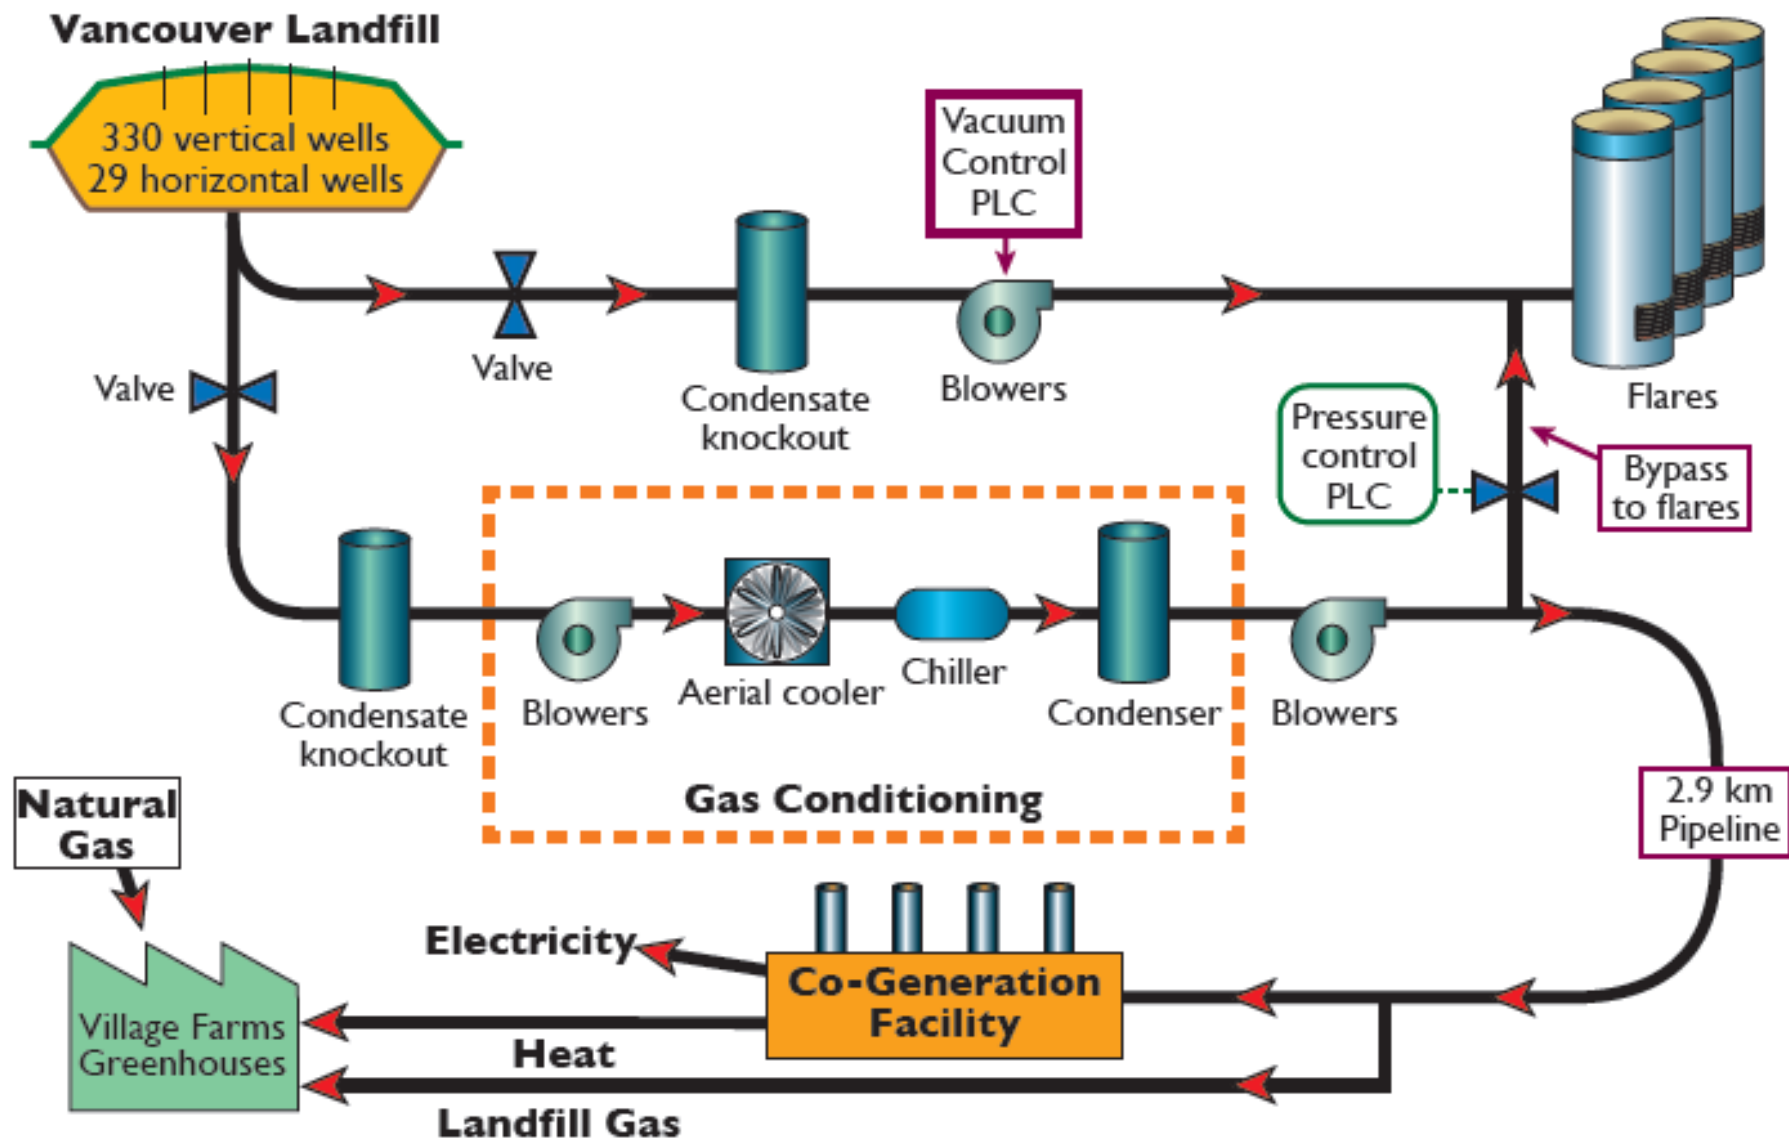 Vancouver Landfill
330 vertical wells
29 horizontal wells
Vacuum
Control
PLC
Valve
Valve
Condensate
knockout
Blowers
Flares
Pressure
control
PLC
Bypass
to flares
Condensate
knockout
Blowers
Aerial cooler
Chiller
Condenser
Blowers
Gas Conditioning
2.9 km
Pipeline
Natural
Gas
Electricity
Co-Generation
Facility
Village Farms
Greenhouses
Heat
Landfill Gas